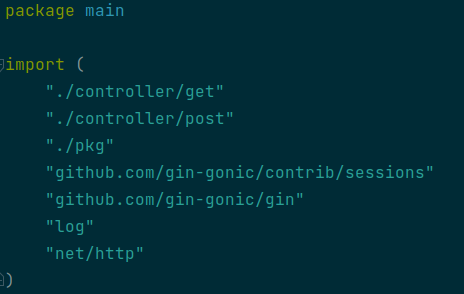 package main
import (
"./controller/get"
"./controller/post"
"./pkg"
"github.com/gin-gonic/contrib/sessions"
"github.com/gin-gonic/gin"
"log"
"net/http"
)